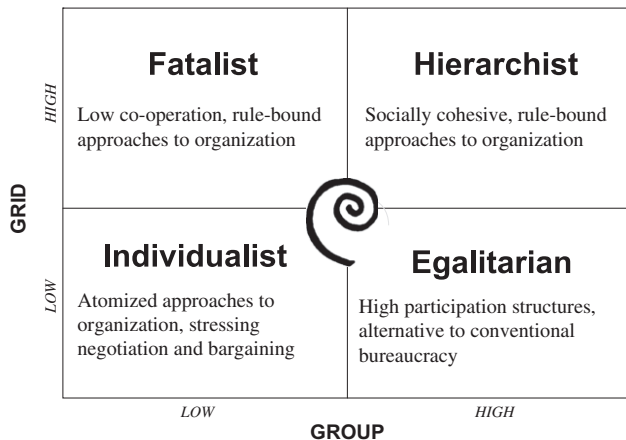 Fatalist
Low co-operation, rule-bound
approaches to organization
Hierarchist
Socially cohesive, rule-bound
approaches to organization
HIGH
GRID
Individualist
Atomized approaches to
organization, stressing
negotiation and bargaining
Egalitarian
High participation structures,
alternative to conventional
bureaucracy
LOW
LOW
HIGH
GROUP